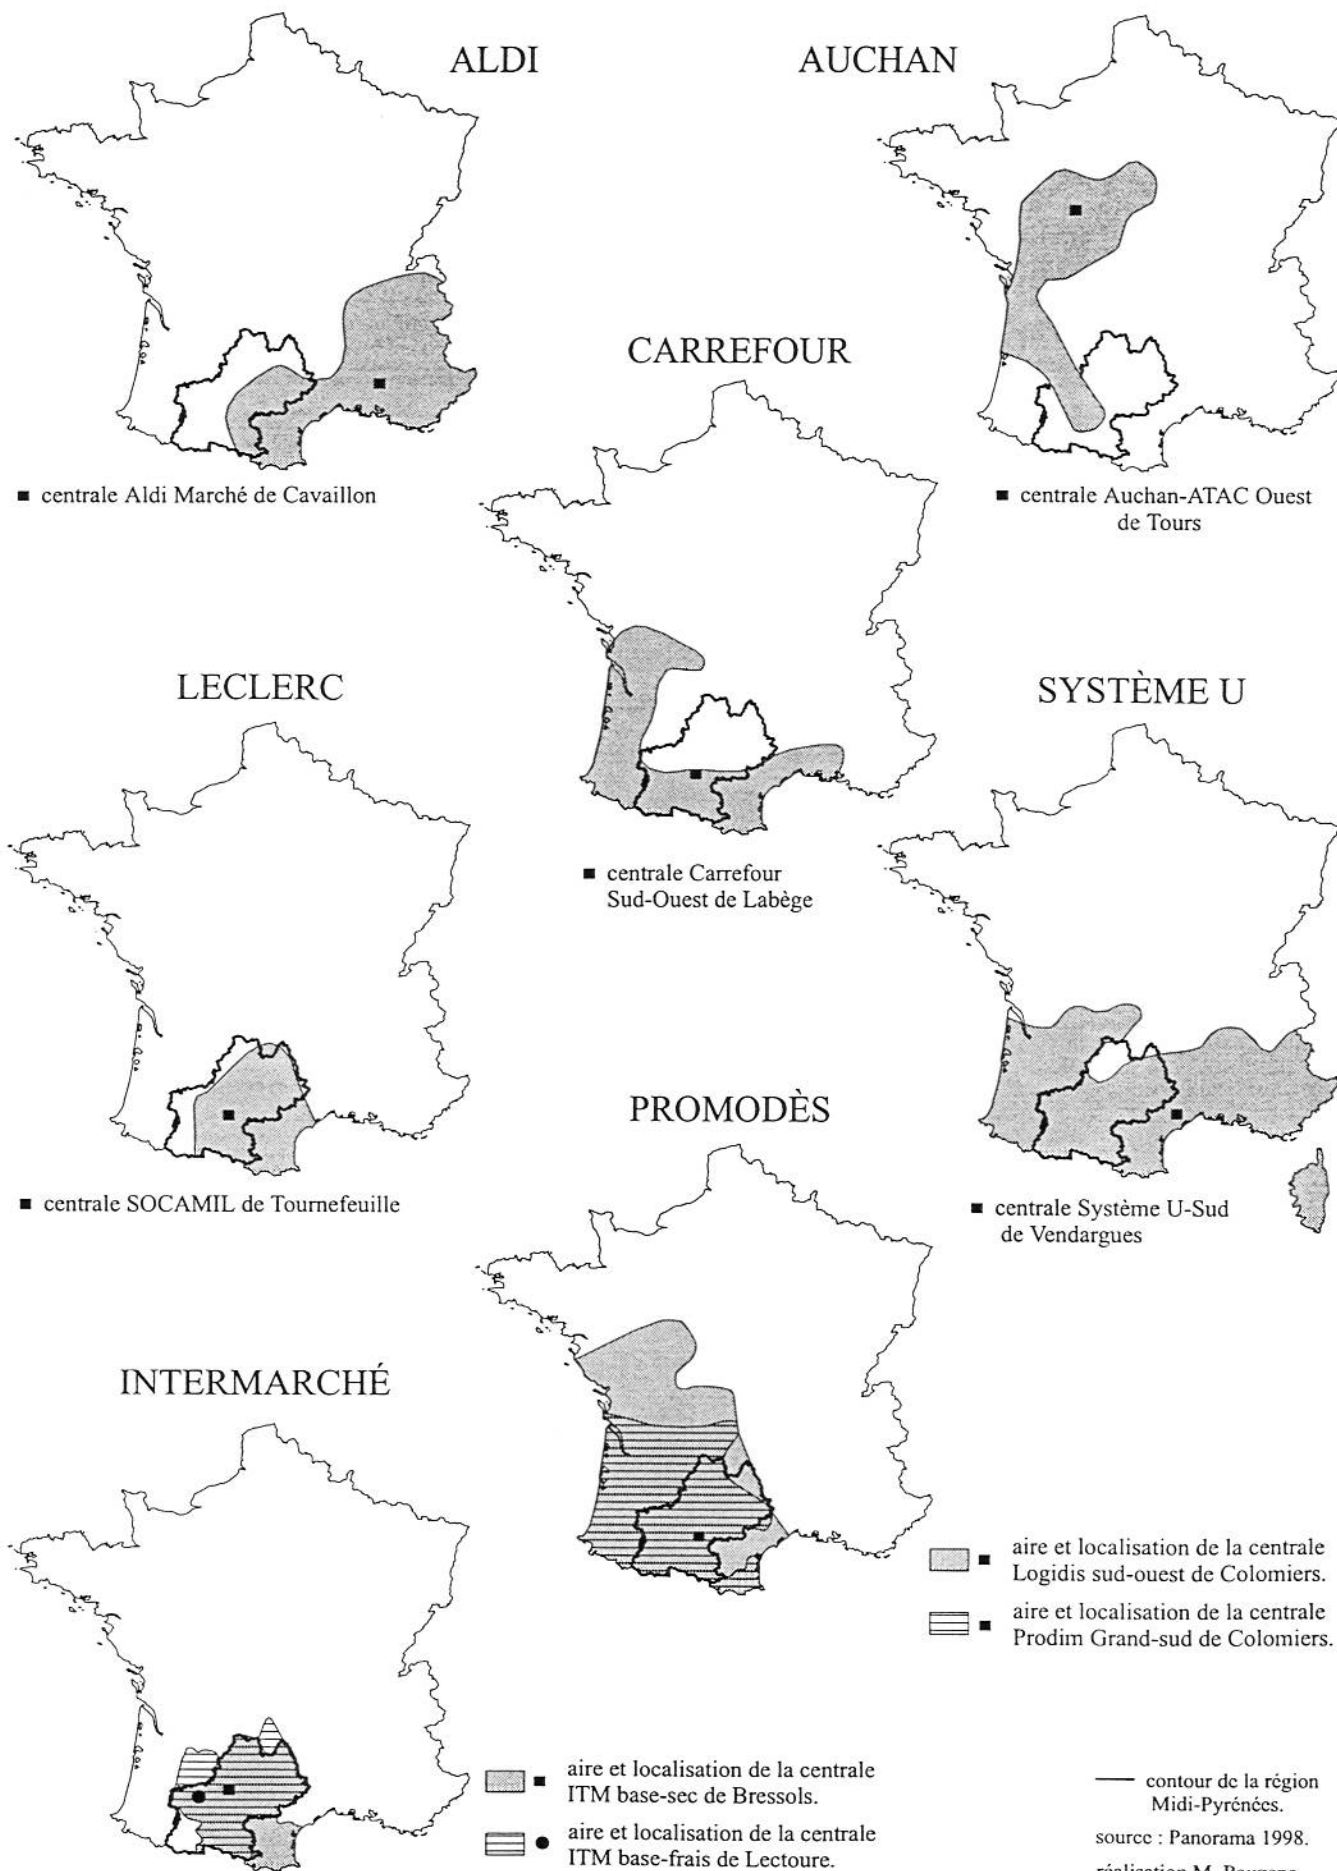 ALDI
AUCHAN
■ centrale Aldi Marché de Cavaillon
■ centrale Auchan-ATAC Ouest
de Tours
CARREFOUR
■ centrale Carrefour
Sud-Ouest de Labège
LECLERC
■ centrale SOCAMIL de Tournefeuille
SYSTÈME U
■ centrale Système U-Sud
de Vendargues
PROMODÈS
aire et localisation de la centrale
Logidis sud-ouest de Colomiers.
aire et localisation de la centrale
Prodim Grand-sud de Colomiers.
INTERMARCHÉ
aire et localisation de la centrale
ITM base-sec de Bressols.
aire et localisation de la centrale
ITM base-frais de Lectoure.
contour de la région
Midi-Pyrénées.
source : Panorama 1998.
réalisation M.